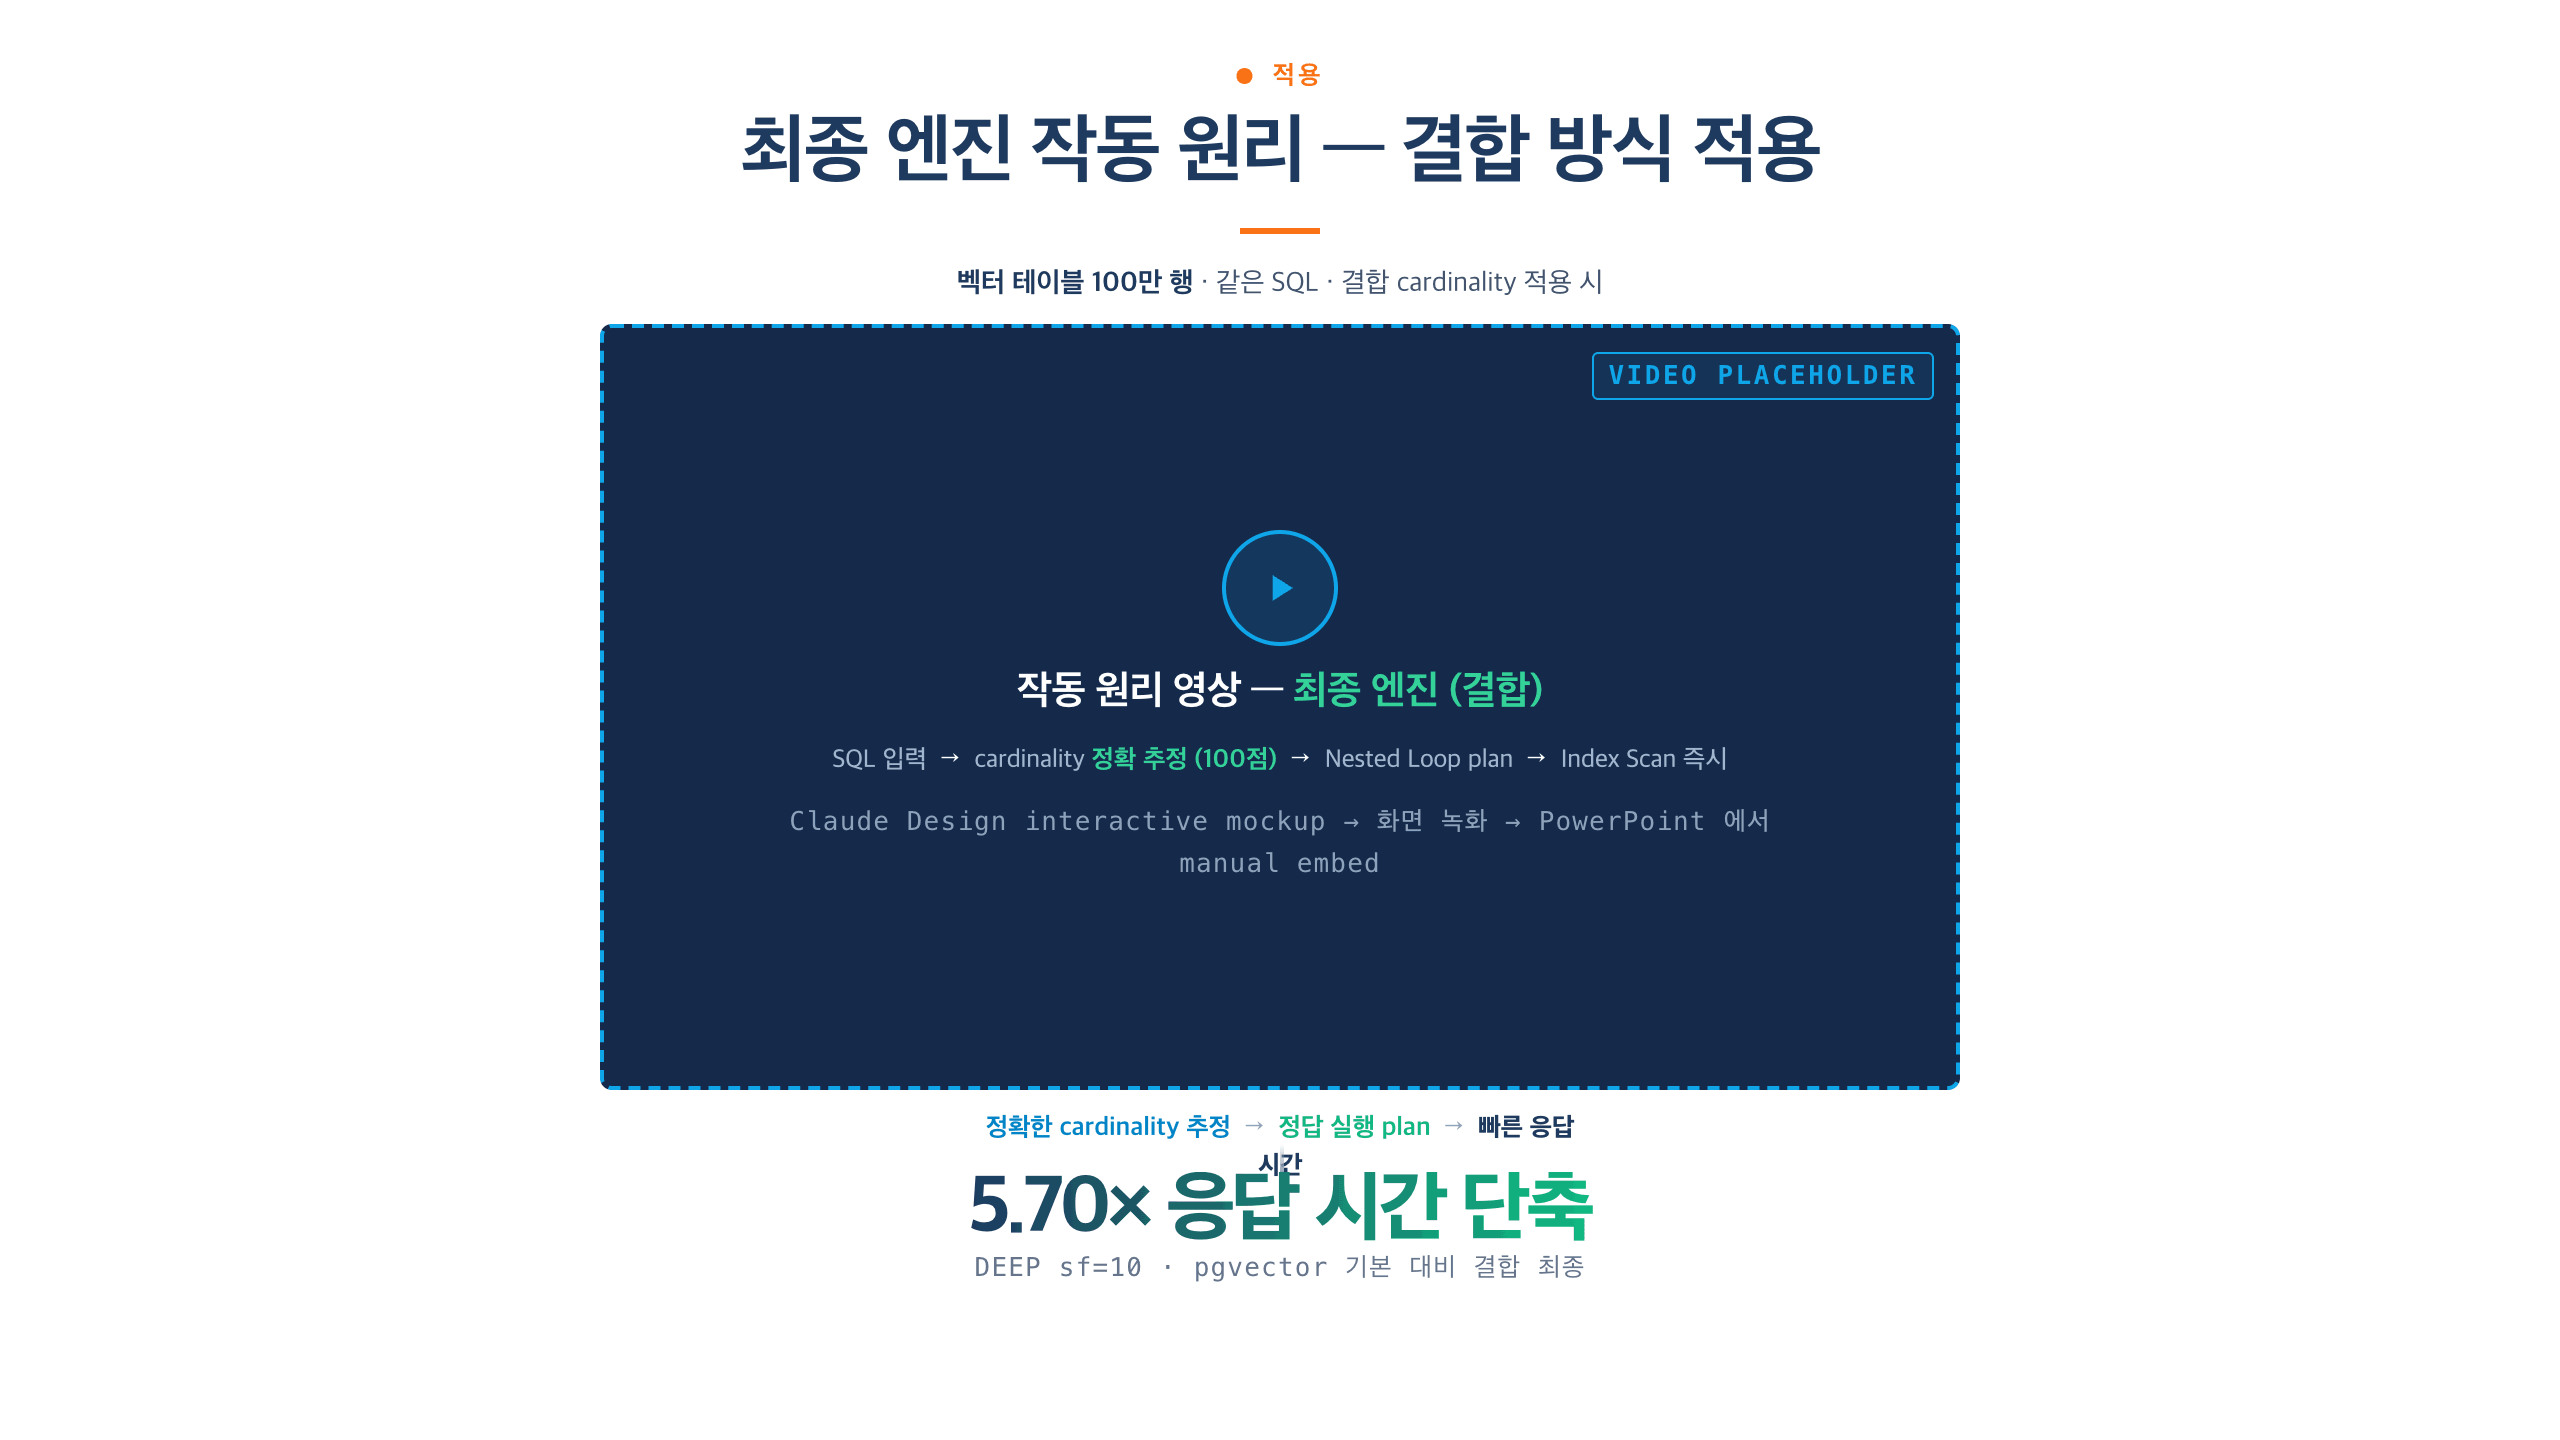 ● 적용
최종 엔진 작동 원리 — 결합 방식 적용
벡터 테이블 100만 행 · 같은 SQL · 결합 cardinality 적용 시
VIDEO PLACEHOLDER
작동 원리 영상 — 최종 엔진 (결합)
SQL 입력 → cardinality 정확 추정 (100점) → Nested Loop plan → Index Scan 즉시
Claude Design interactive mockup → 화면 녹화 → PowerPoint 에서
manual embed
정확한 cardinality 추정 → 정답 실행 plan → 빠른 응답
시간
5.70× 응답 시간 단축
DEEP sf=10 · pgvector 기본 대비 결합 최종